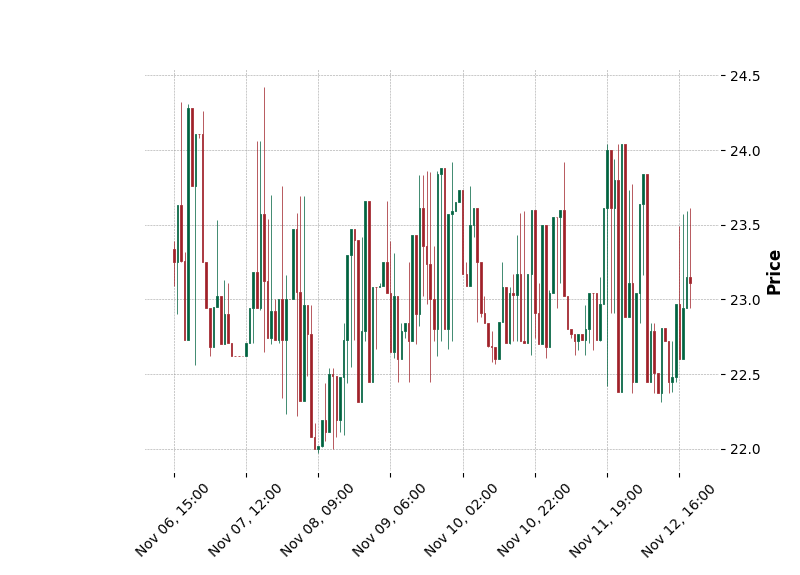 24.5
24.0
23.5
23.0
22.5
22.0
Price
Nov 06, 15:00
Nov 07, 12:00
Nov 08, 09:00
Nov 09, 06:00
Nov 10, 02:00
Nov 10, 22:00
Nov 11, 19:00
Nov 12, 16:00